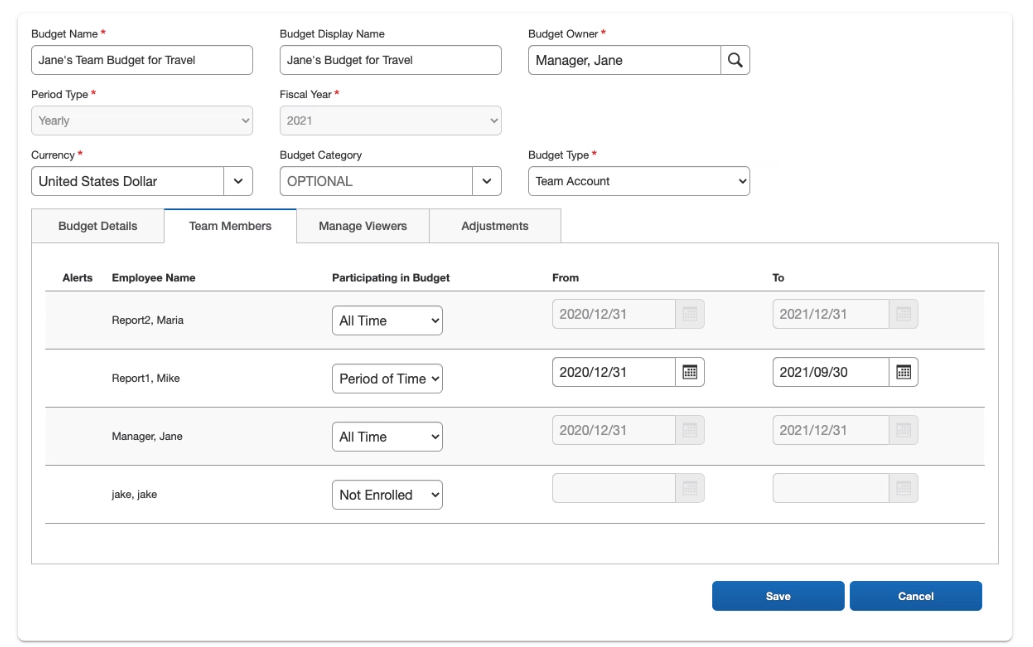 Budget Name * Budget Display Name Budget Owner *
Jane's Team Budget for Travel Jane's Budget for Travel Manager, Jane
Period Type * Fiscal Year *
Yearly 2021
Currency * Budget Category Budget Type *
United States Dollar OPTIONAL Team Account
Budget Details Team Members Manage Viewers Adjustments
Alerts Employee Name Participating in Budget From To
Report2, Maria All Time 2020/12/31 2021/12/31
Report1, Mike Period of Time 2020/12/31 2021/09/30
Manager, Jane All Time 2020/12/31 2021/12/31
jake, jake Not Enrolled
Save Cancel